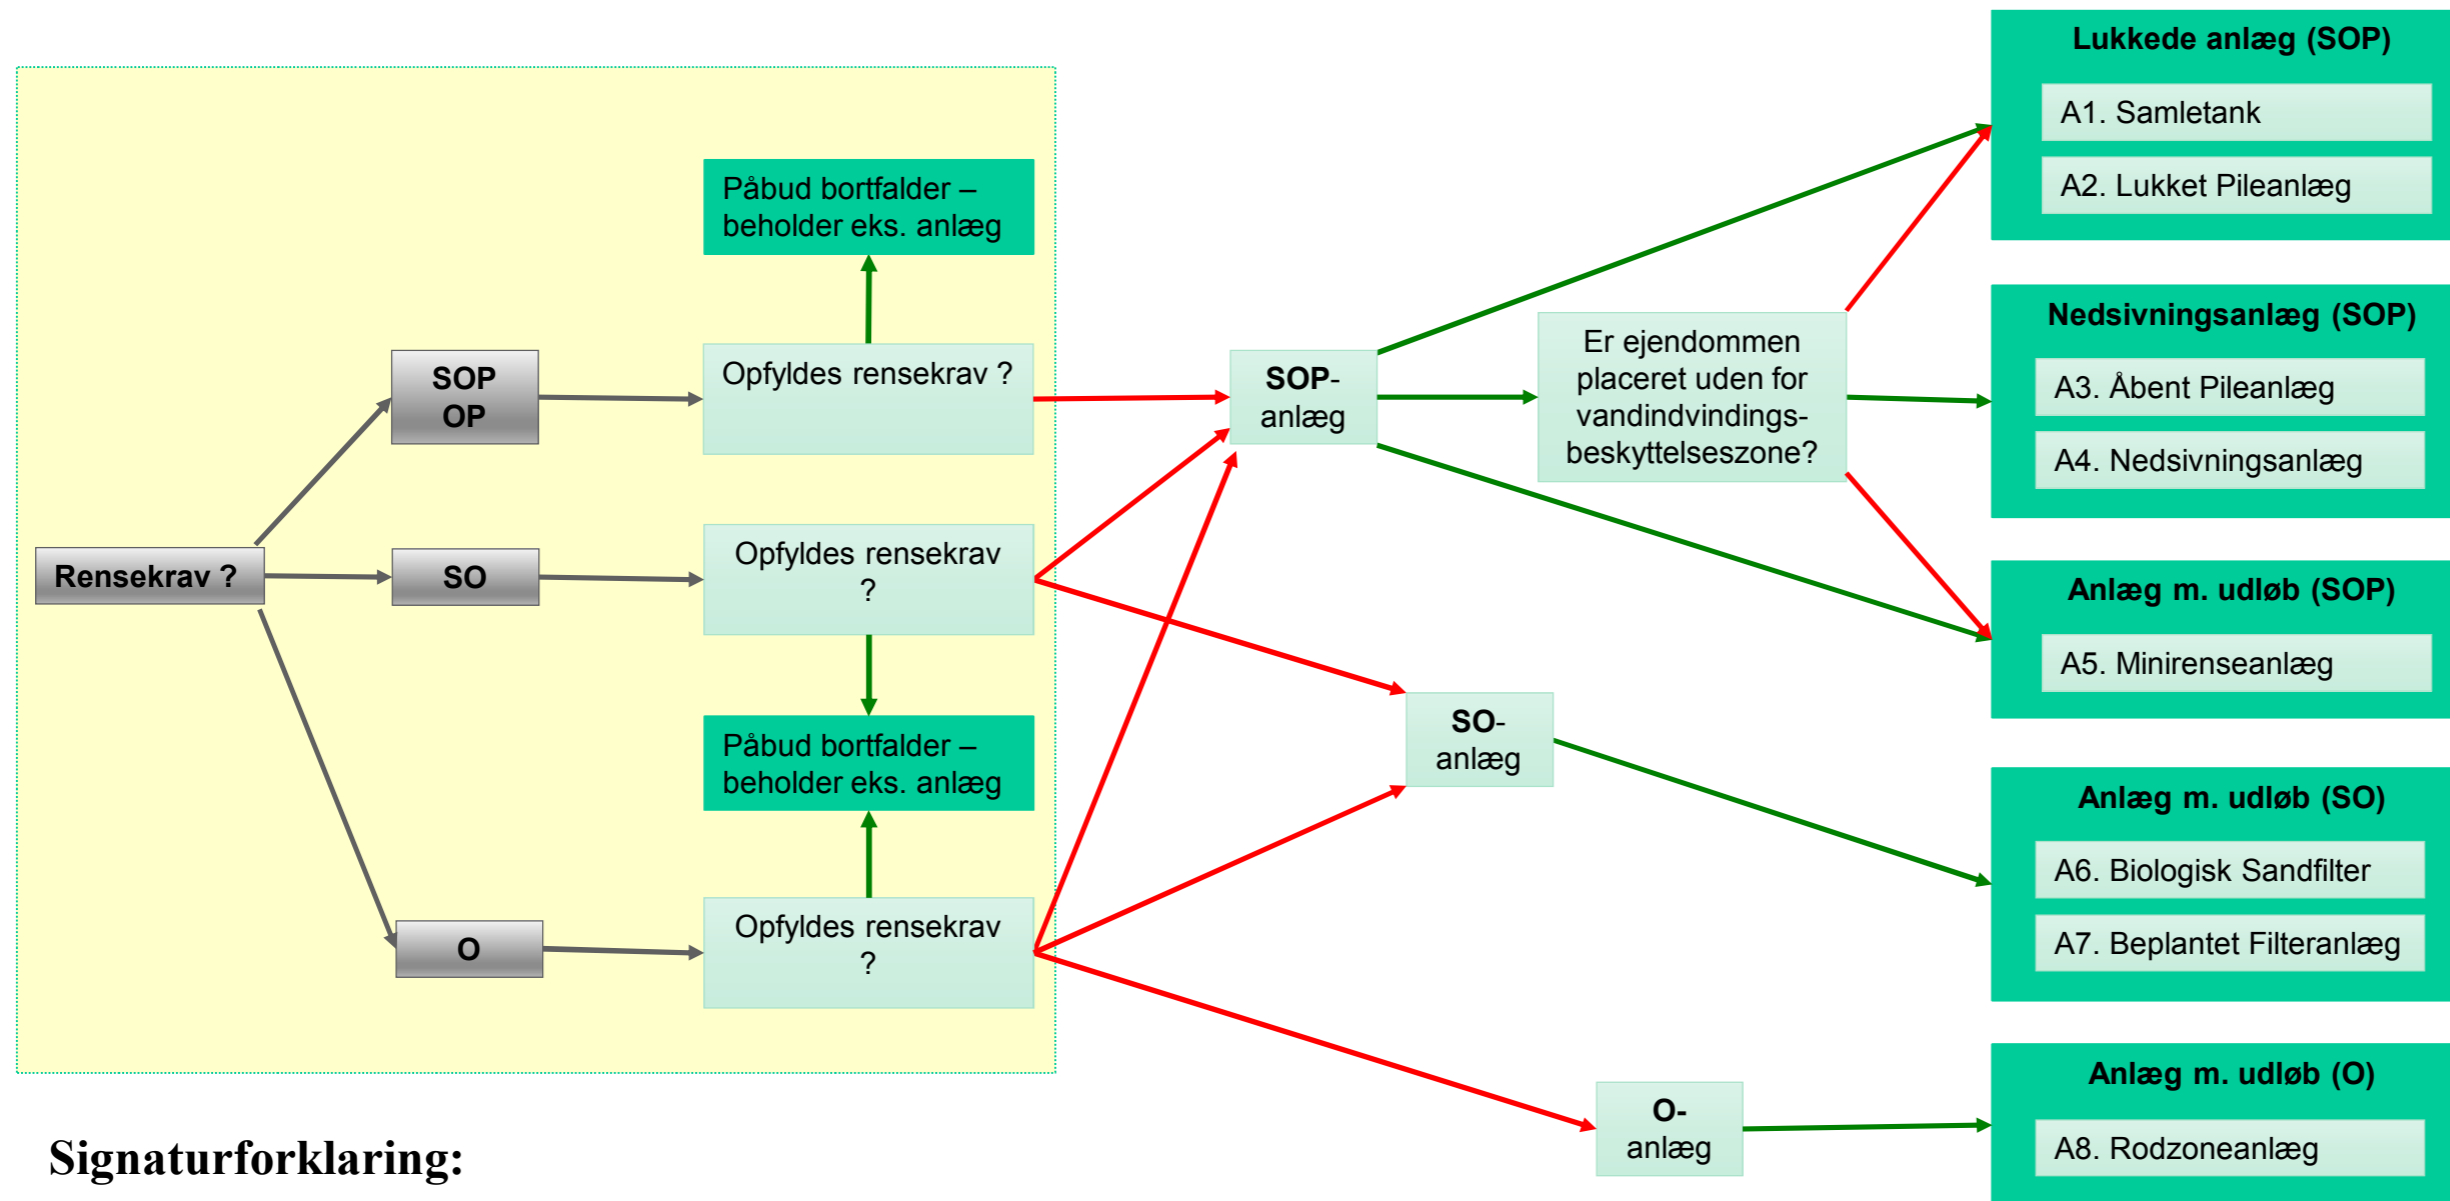 Rensekrav ?
SOP
OP
SO
O
Påbud bortfalder –
beholder eks. anlæg
Opfyldes rensekrav ?
Opfyldes rensekrav
?
Påbud bortfalder –
beholder eks. anlæg
Opfyldes rensekrav
?
SOP-
anlæg
SO-
anlæg
O-
anlæg
Er ejendommen
placeret uden for
vandindvindings-
beskyttelseszone?
Lukkede anlæg (SOP)
A1. Samletank
A2. Lukket Pileanlæg
Nedsivningsanlæg (SOP)
A3. Åbent Pileanlæg
A4. Nedsivningsanlæg
Anlæg m. udløb (SOP)
A5. Minirenseanlæg
Anlæg m. udløb (SO)
A6. Biologisk Sandfilter
A7. Beplantet Filteranlæg
Anlæg m. udløb (O)
A8. Rodzoneanlæg
Signaturforklaring: